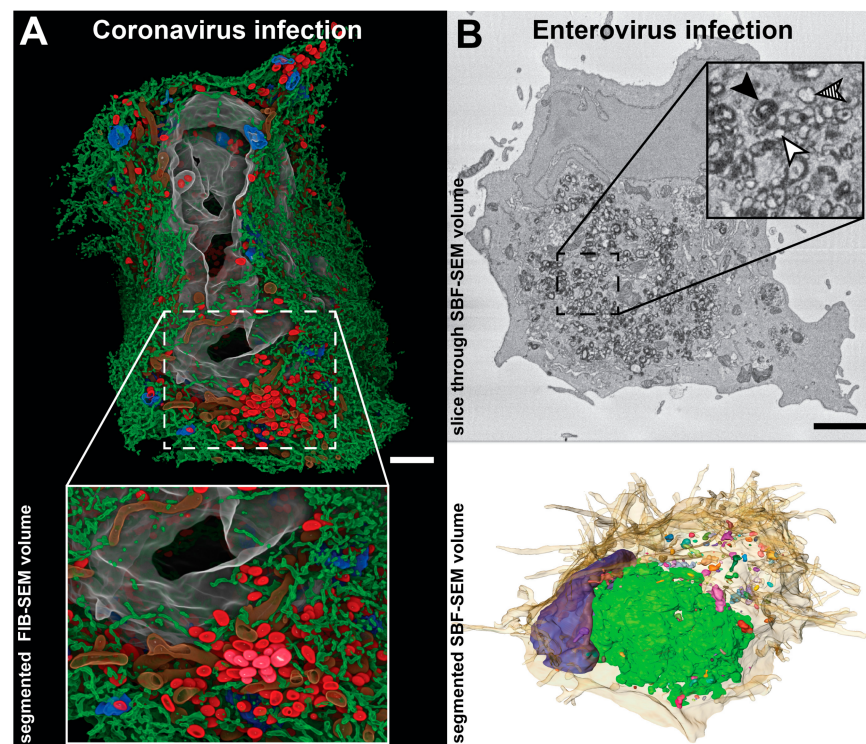 A
Coronavirus infection
segmented FIB-SEM volume
B
Enterovirus infection
slice through SBF-SEM volume
segmented SBF-SEM volume